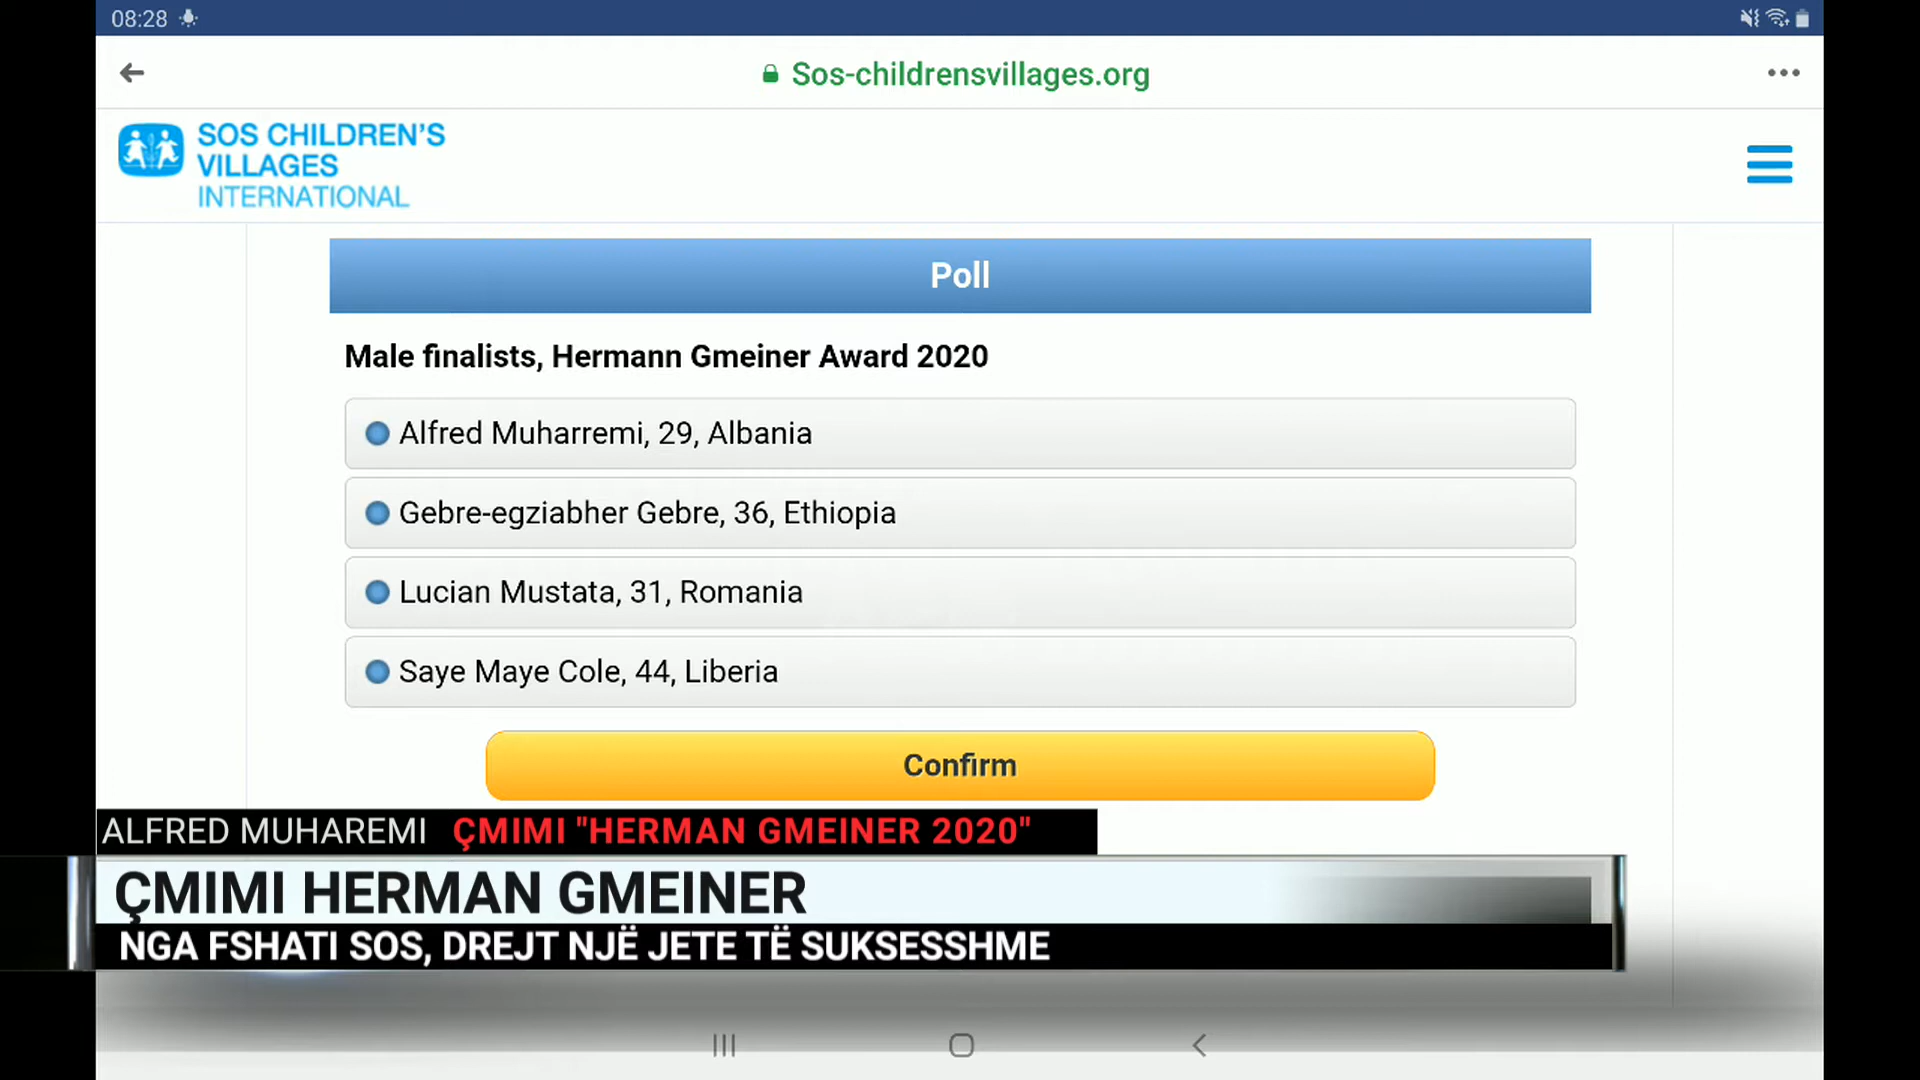 08:28
Sos-childrensvillages.org
SOS CHILDREN'S
VILLAGES
INTERNATIONAL
Poll
Male finalists, Hermann Gmeiner Award 2020
Alfred Muharremi, 29, Albania
Gebre-egziabher Gebre, 36, Ethiopia
Lucian Mustata, 31, Romania
Saye Maye Cole, 44, Liberia
Confirm
ALFRED MUHAREMI ÇMIMI "HERMAN GMEINER 2020"
ÇMIMI HERMAN GMEINER
NGA FSHATI SOS, DREJT NJË JETE TË SUKSESSHME